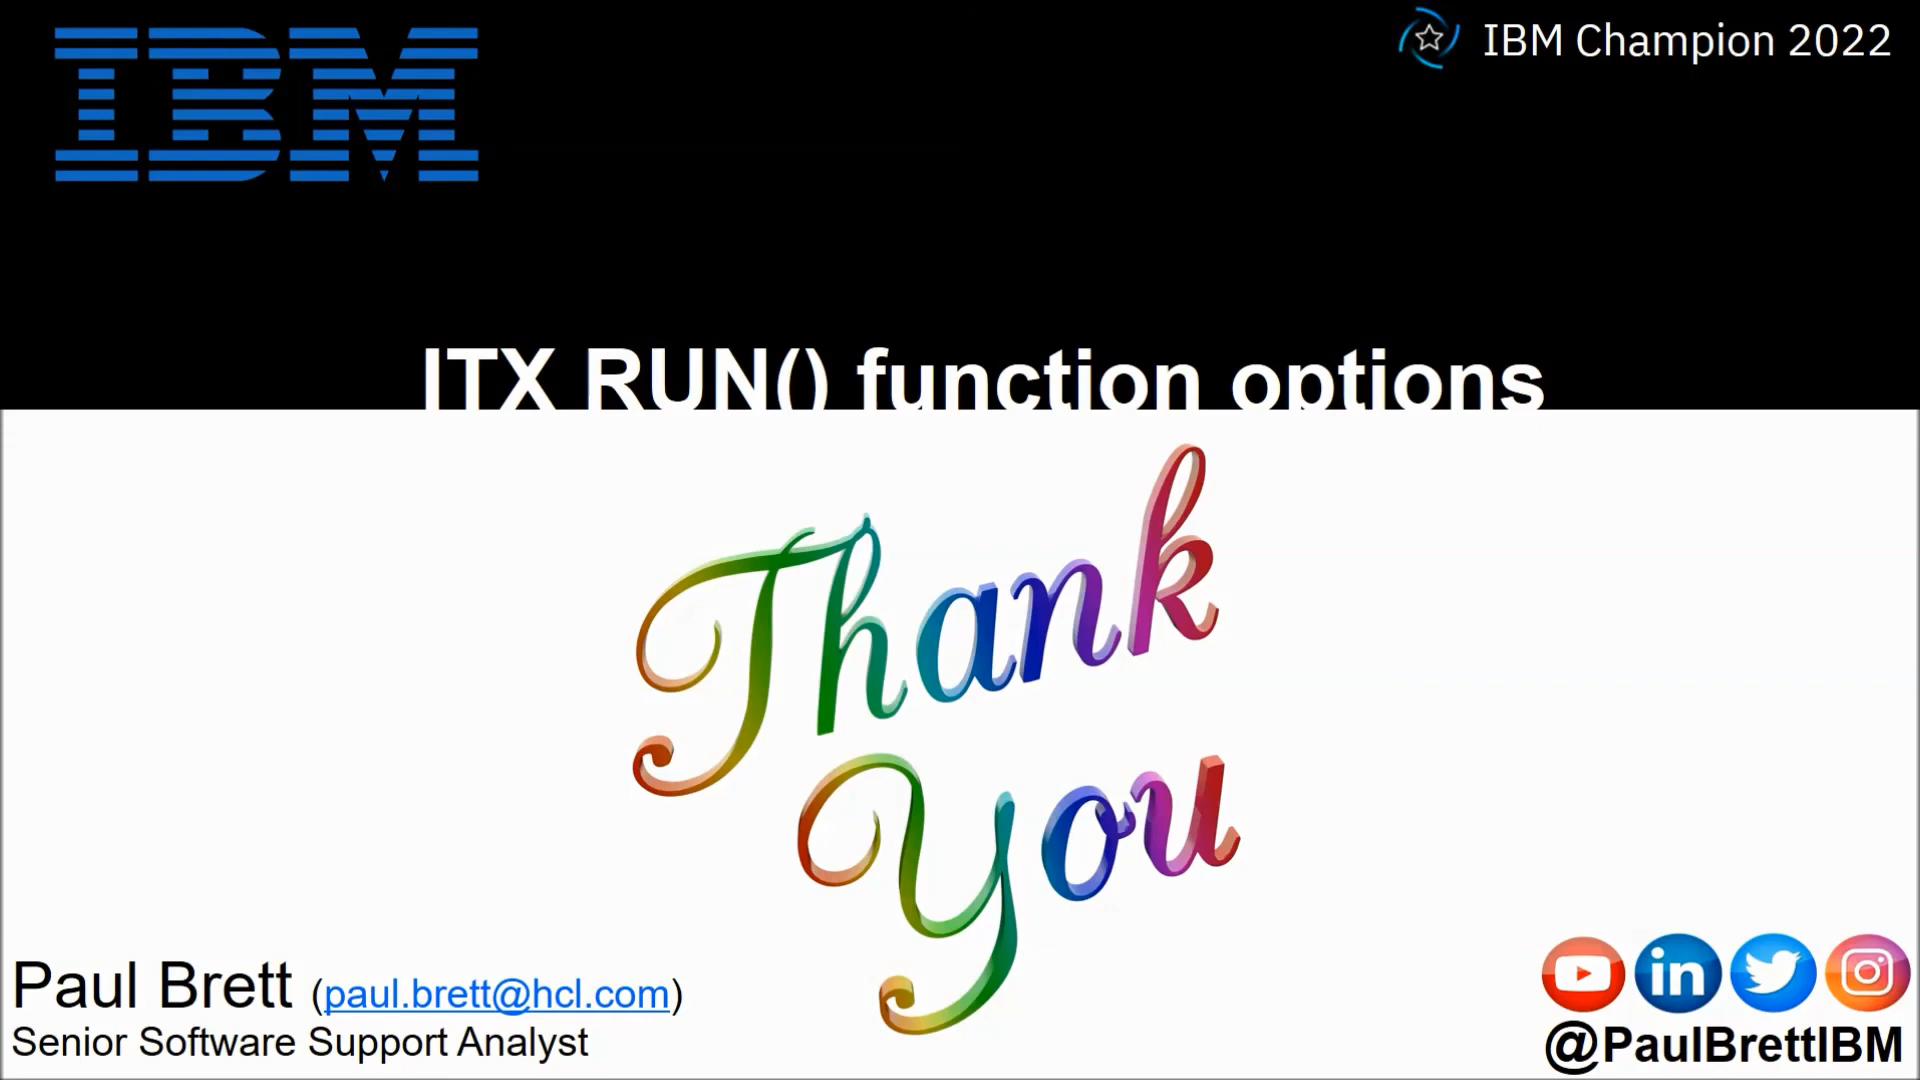 IBM
IBM Champion 2022
ITX RUN() function options
Thank
You
Paul Brett (paul.brett@hcl.com)
Senior Software Support Analyst
in
@PaulBrettIBM